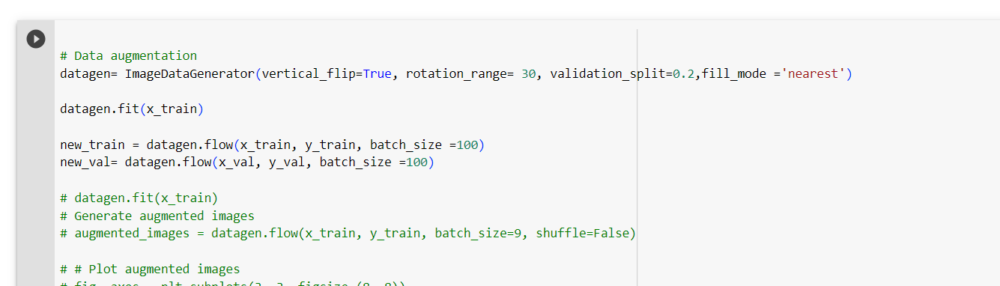 # Data augmentation
datagen= ImageDataGenerator(vertical_flip=True, rotation_range= 30, validation_split=0.2,fill_mode ='nearest')
datagen.fit(x_train)
new_train = datagen.flow(x_train, y_train, batch_size =100)
new_val= datagen.flow(x_val, y_val, batch_size =100)
# datagen.fit(x_train)
# Generate augmented images
# augmented_images = datagen.flow(x_train, y_train, batch_size=9, shuffle=False)
# # Plot augmented images